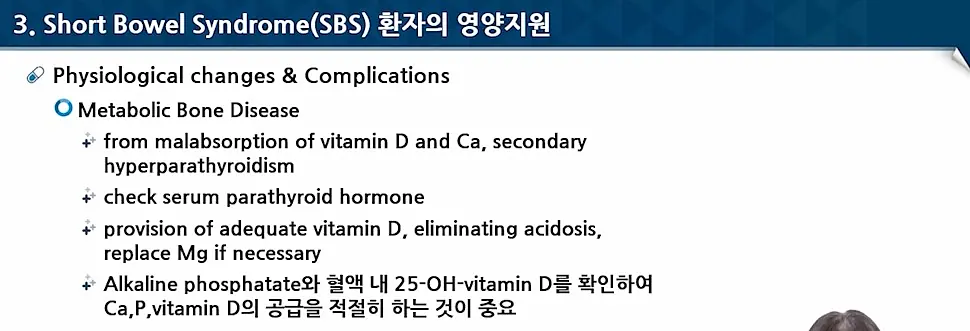 3. Short Bowel Syndrome(SBS) 환자의 영양지원
Physiological changes & Complications
Metabolic Bone Disease
from malabsorption of vitamin D and Ca, secondary
hyperparathyroidism
check serum parathyroid hormone
provision of adequate vitamin D, eliminating acidosis,
replace Mg if necessary
Alkaline phosphatate와 혈액 내 25-OH-vitamin D를 확인하여
Ca,P,vitamin D의 공급을 적절히 하는 것이 중요